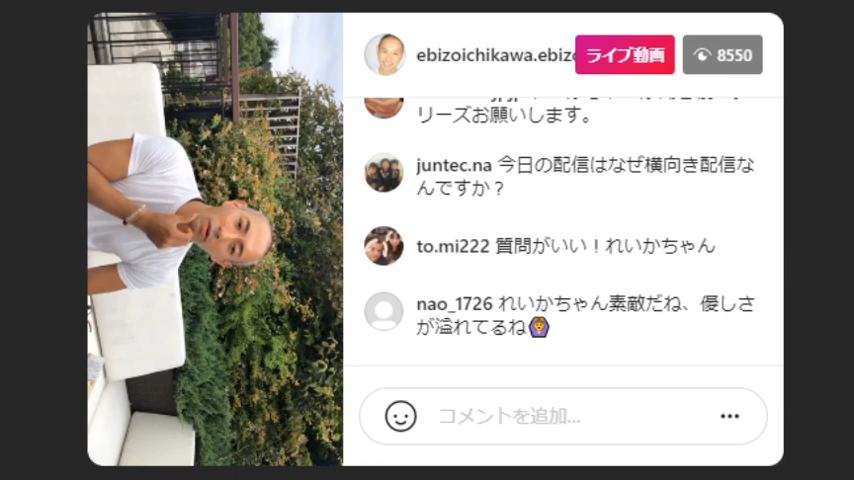 ebizoichikawa.ebizo
ライブ動画
8550
リーズお願いします。
juntec.na 今日の配信はなぜ横向き配信な
んですか？
to.mi222 質問がいい！れいかちゃん
nao_1726 れいかちゃん素敵だね、優しさ
が溢れてるね🙆
コメントを追加...